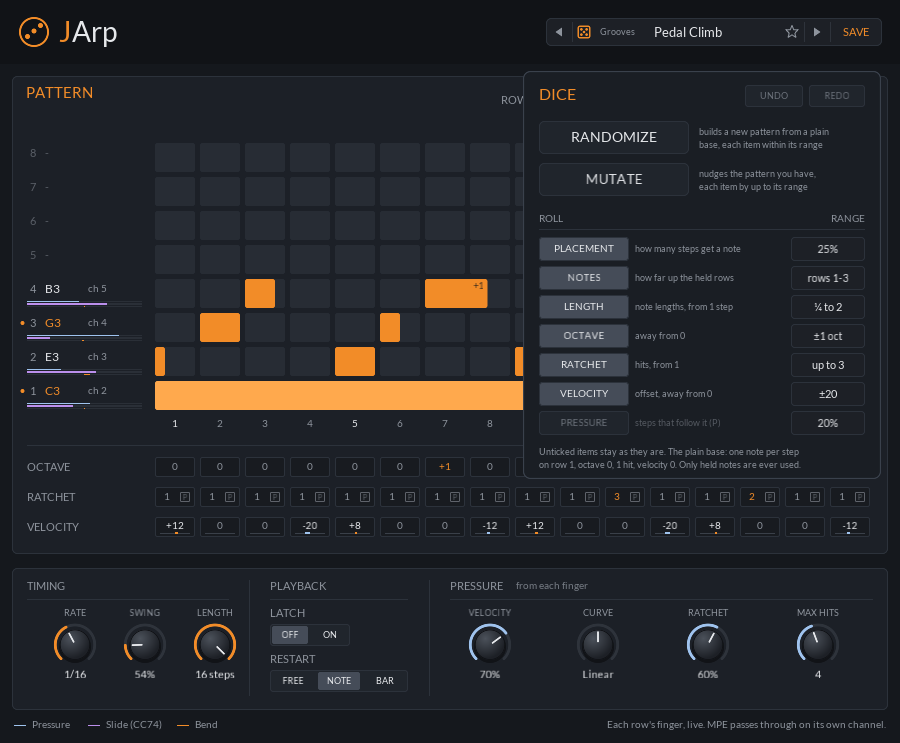 JArp
Grooves Pedal Climb SAVE
PATTERN
ROW
DICE UNDO REDO
RANDOMIZE builds a new pattern from a plain
base, each item within its range
MUTATE nudges the pattern you have,
each item by up to its range
ROLL RANGE
PLACEMENT how many steps get a note 25%
NOTES how far up the held rows rows 1-3
LENGTH note lengths, from 1 step ¼ to 2
OCTAVE away from 0 ±1 oct
RATCHET hits, from 1 up to 3
VELOCITY offset, away from 0 ±20
PRESSURE steps that follow it (P) 20%
Unticked items stay as they are. The plain base: one note per step
on row 1, octave 0, 1 hit, velocity 0. Only held notes are ever used.
8 -
7 -
6 -
5 -
4 B3 ch 5 +1
3 G3 ch 4
2 E3 ch 3
1 C3 ch 2
1 2 3 4 5 6 7 8
OCTAVE 0 0 0 0 0 0 +1 0
RATCHET 1 P 1 P 1 P 1 P 1 P 1 P 1 P 1 P 1 P 1 P 3 P 1 P 1 P 2 P 1 P 1 P
VELOCITY +12 0 0 -20 +8 0 0 -12 +12 0 0 -20 +8 0 0 -12
TIMING
RATE SWING LENGTH
1/16 54% 16 steps
PLAYBACK
LATCH
OFF ON
RESTART
FREE NOTE BAR
PRESSURE from each finger
VELOCITY CURVE RATCHET MAX HITS
70% Linear 60% 4
Pressure Slide (CC74) Bend
Each row's finger, live. MPE passes through on its own channel.